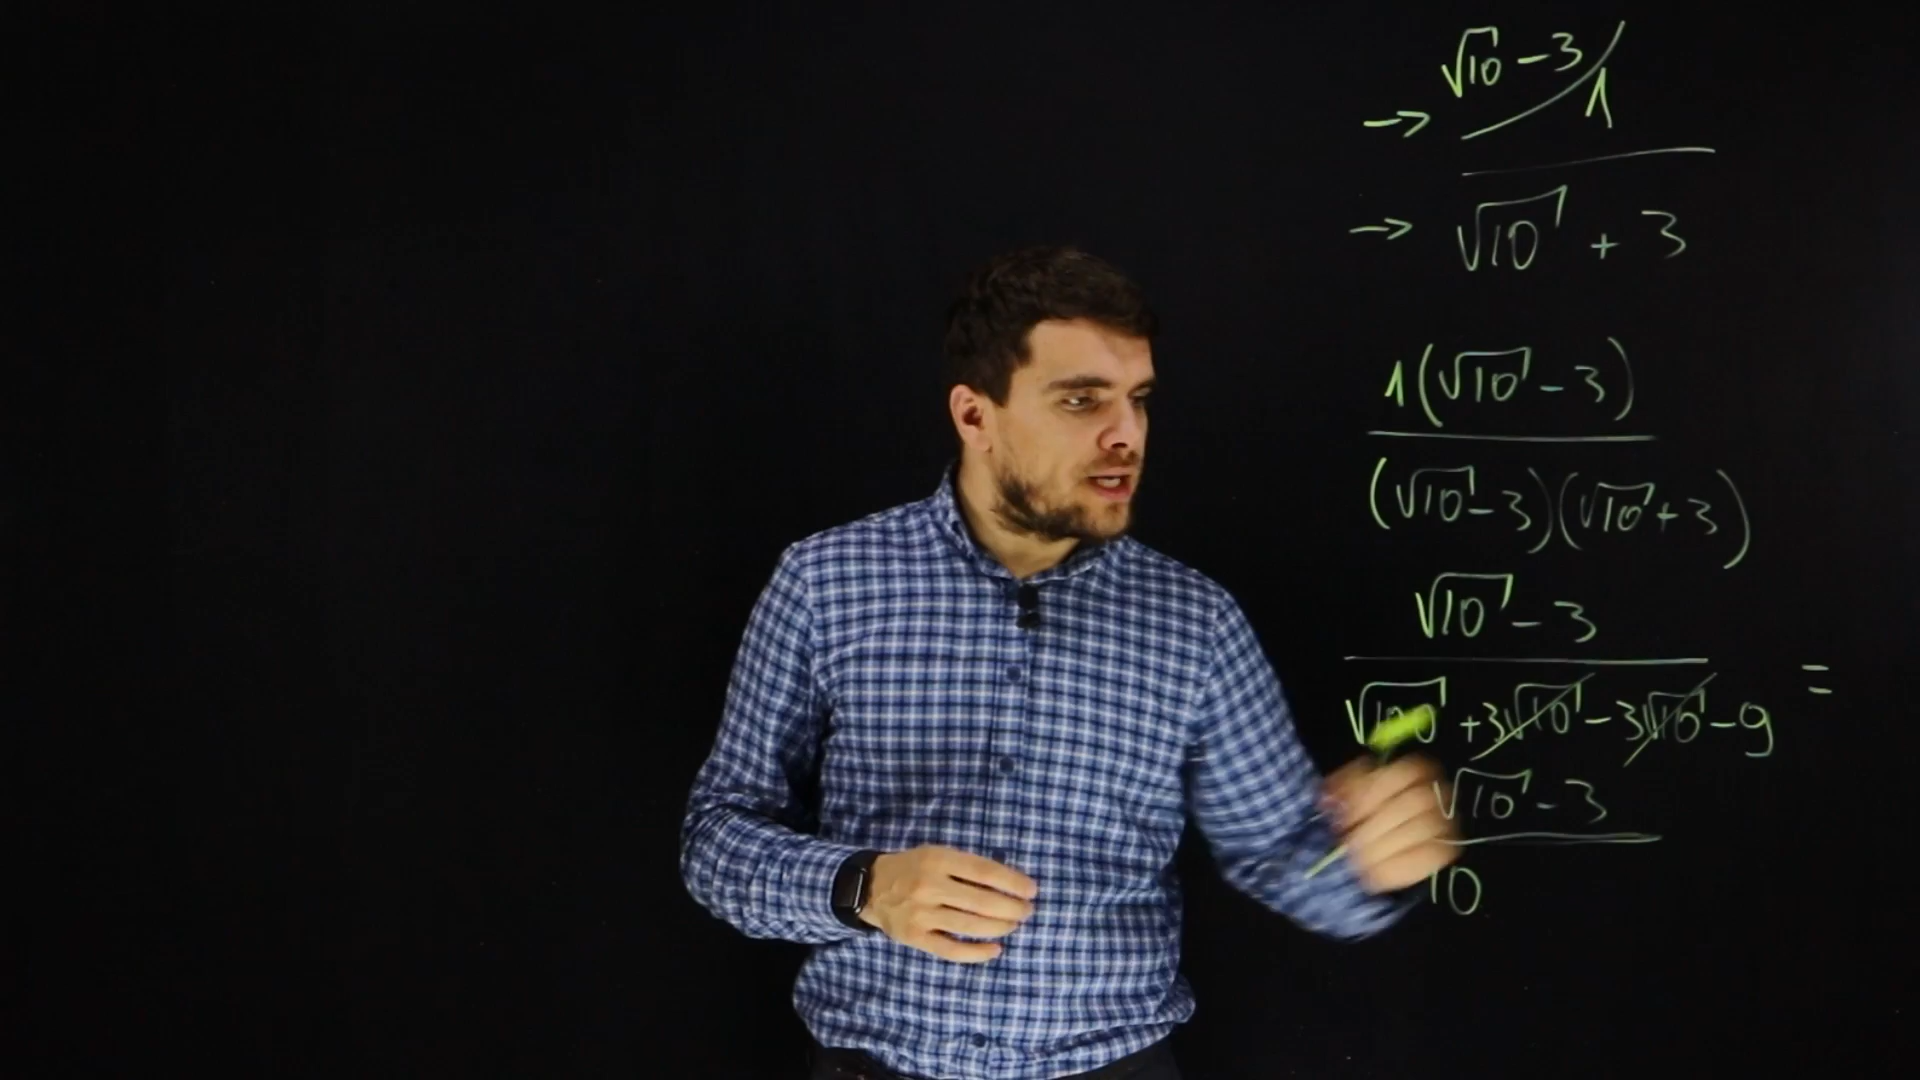 √10 - 3 / 1
→
→ √10 + 3
1(√10 - 3)
(√10 - 3)(√10 + 3)
√10 - 3
√100 + 3√10 - 3√10 - 9 =
√10 - 3
10